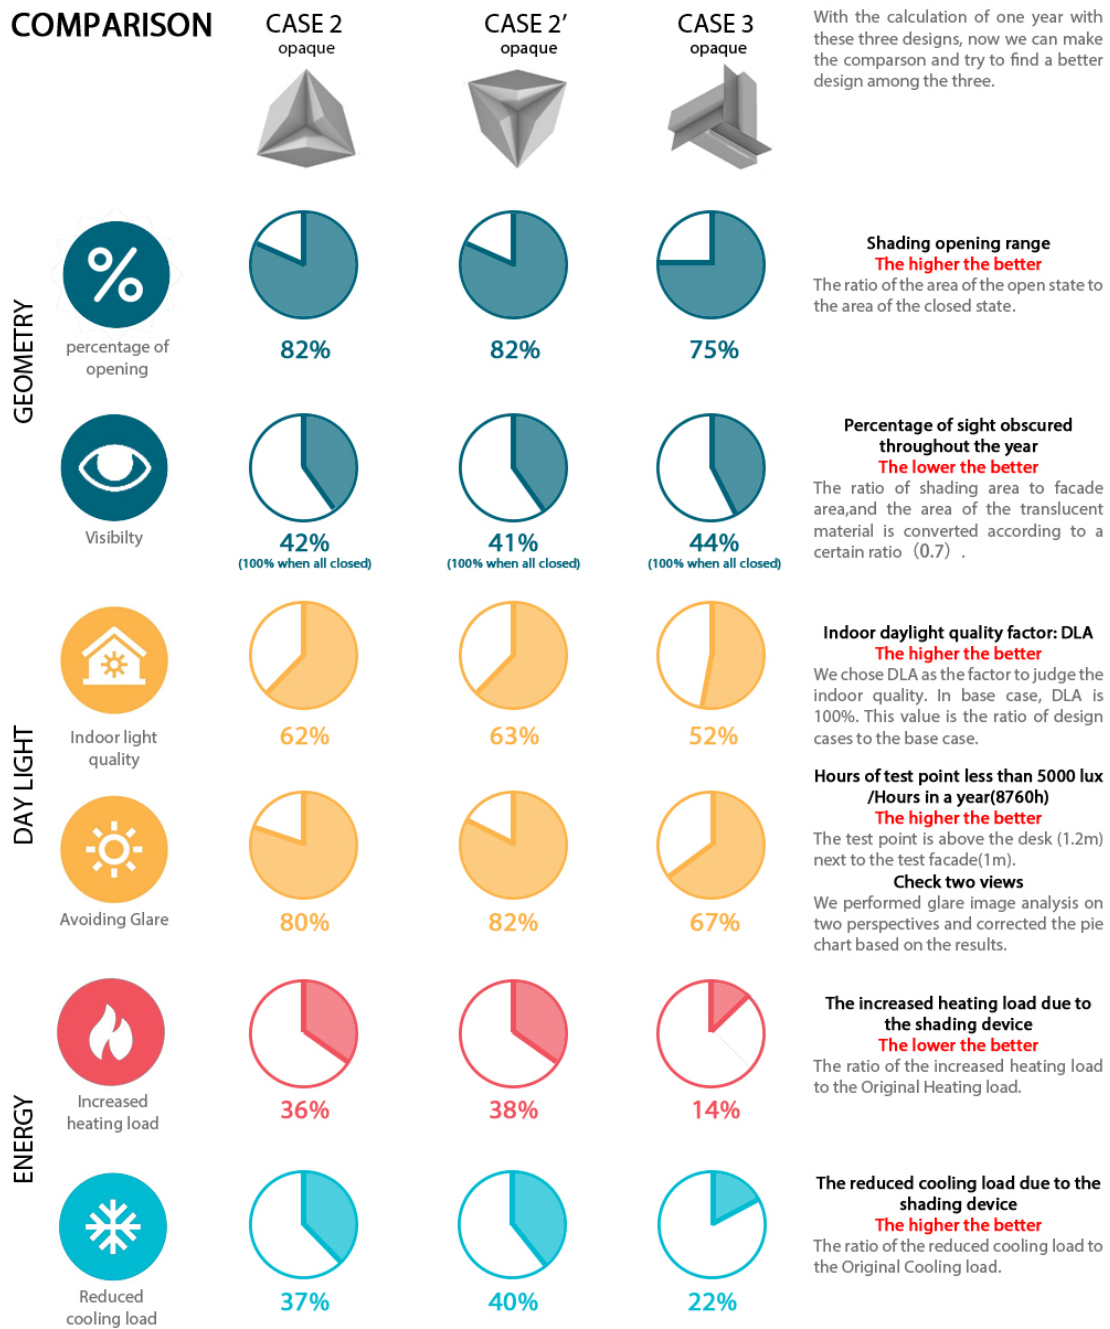 COMPARISON
CASE 2
opaque
CASE 2’
opaque
CASE 3
opaque
With the calculation of one year with
these three designs, now we can make
the comparson and try to find a better
design among the three.
GEOMETRY
%
percentage of
opening
82%
82%
75%
Shading opening range
The higher the better
The ratio of the area of the open state to
the area of the closed state.
Visibilty
42%
(100% when all closed)
41%
(100% when all closed)
44%
(100% when all closed)
Percentage of sight obscured
throughout the year
The lower the better
The ratio of shading area to facade
area,and the area of the translucent
material is converted according to a
certain ratio（0.7）.
DAY LIGHT
Indoor light
quality
62%
63%
52%
Indoor daylight quality factor: DLA
The higher the better
We chose DLA as the factor to judge the
indoor quality. In base case, DLA is
100%. This value is the ratio of design
cases to the base case.
Avoiding Glare
80%
82%
67%
Hours of test point less than 5000 lux
/Hours in a year(8760h)
The higher the better
The test point is above the desk (1.2m)
next to the test facade(1m).
Check two views
We performed glare image analysis on
two perspectives and corrected the pie
chart based on the results.
ENERGY
Increased
heating load
36%
38%
14%
The increased heating load due to
the shading device
The lower the better
The ratio of the increased heating load
to the Original Heating load.
Reduced
cooling load
37%
40%
22%
The reduced cooling load due to the
shading device
The higher the better
The ratio of the reduced cooling load to
the Original Cooling load.